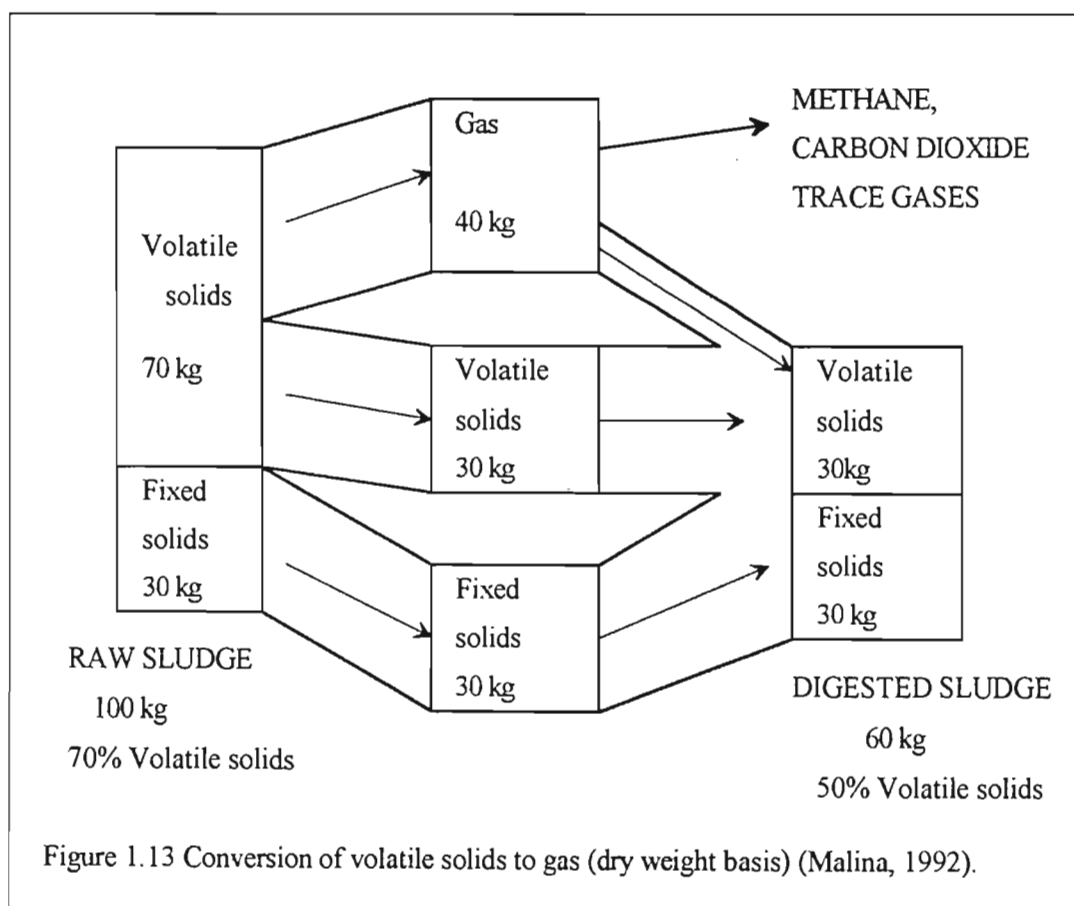 Volatile
solids
70 kg
Fixed
solids
30 kg
RAW SLUDGE
100 kg
70% Volatile solids
Gas
40 kg
Volatile
solids
30 kg
Fixed
solids
30 kg
METHANE,
CARBON DIOXIDE
TRACE GASES
Volatile
solids
30kg
Fixed
solids
30 kg
DIGESTED SLUDGE
60 kg
50% Volatile solids
Figure 1.13 Conversion of volatile solids to gas (dry weight basis) (Malina, 1992).